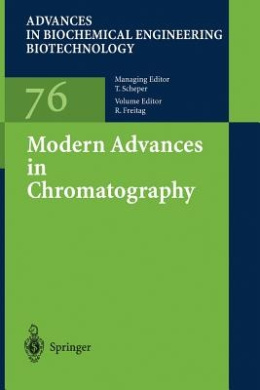 ADVANCES
IN BIOCHEMICAL ENGINEERING
BIOTECHNOLOGY
76
Managing Editor
T. Scheper
Volume Editor
R. Freitag
Modern Advances
in
Chromatography
Springer